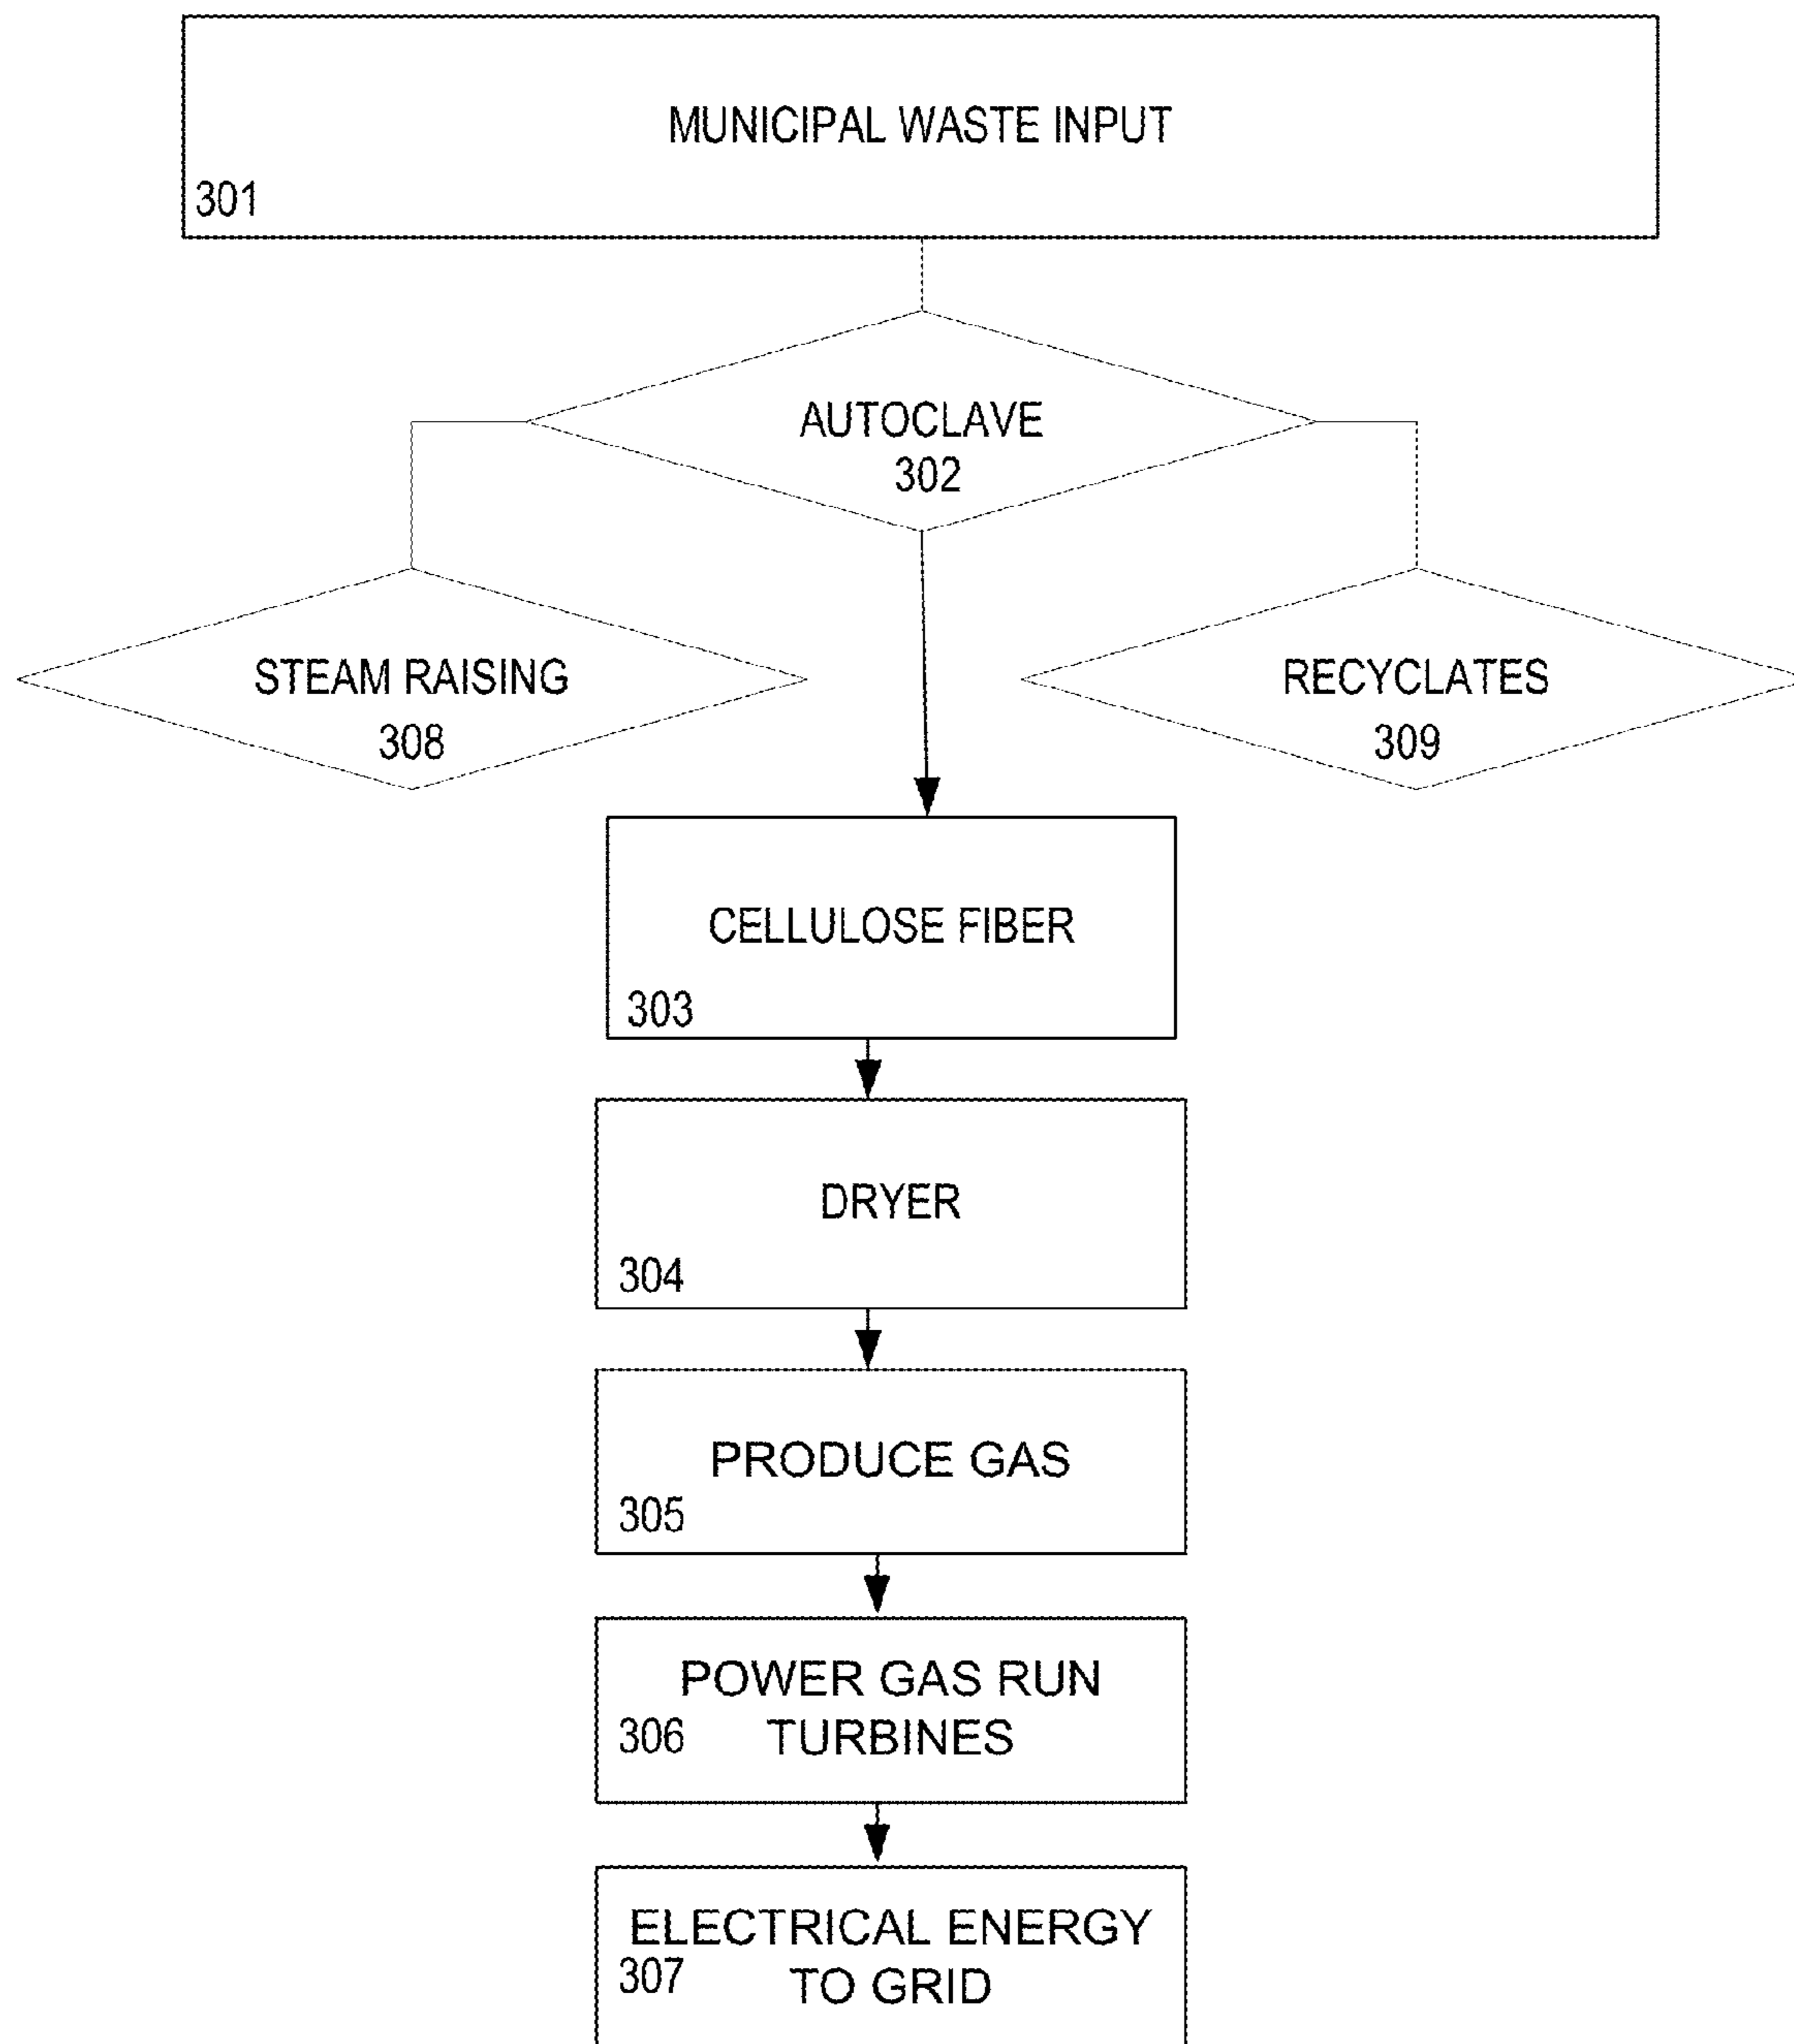 MUNICIPAL WASTE INPUT
301
AUTOCLAVE
302
STEAM RAISING
308
RECYCLATES
309
CELLULOSE FIBER
303
DRYER
304
PRODUCE GAS
305
POWER GAS RUN
306 TURBINES
ELECTRICAL ENERGY
307 TO GRID